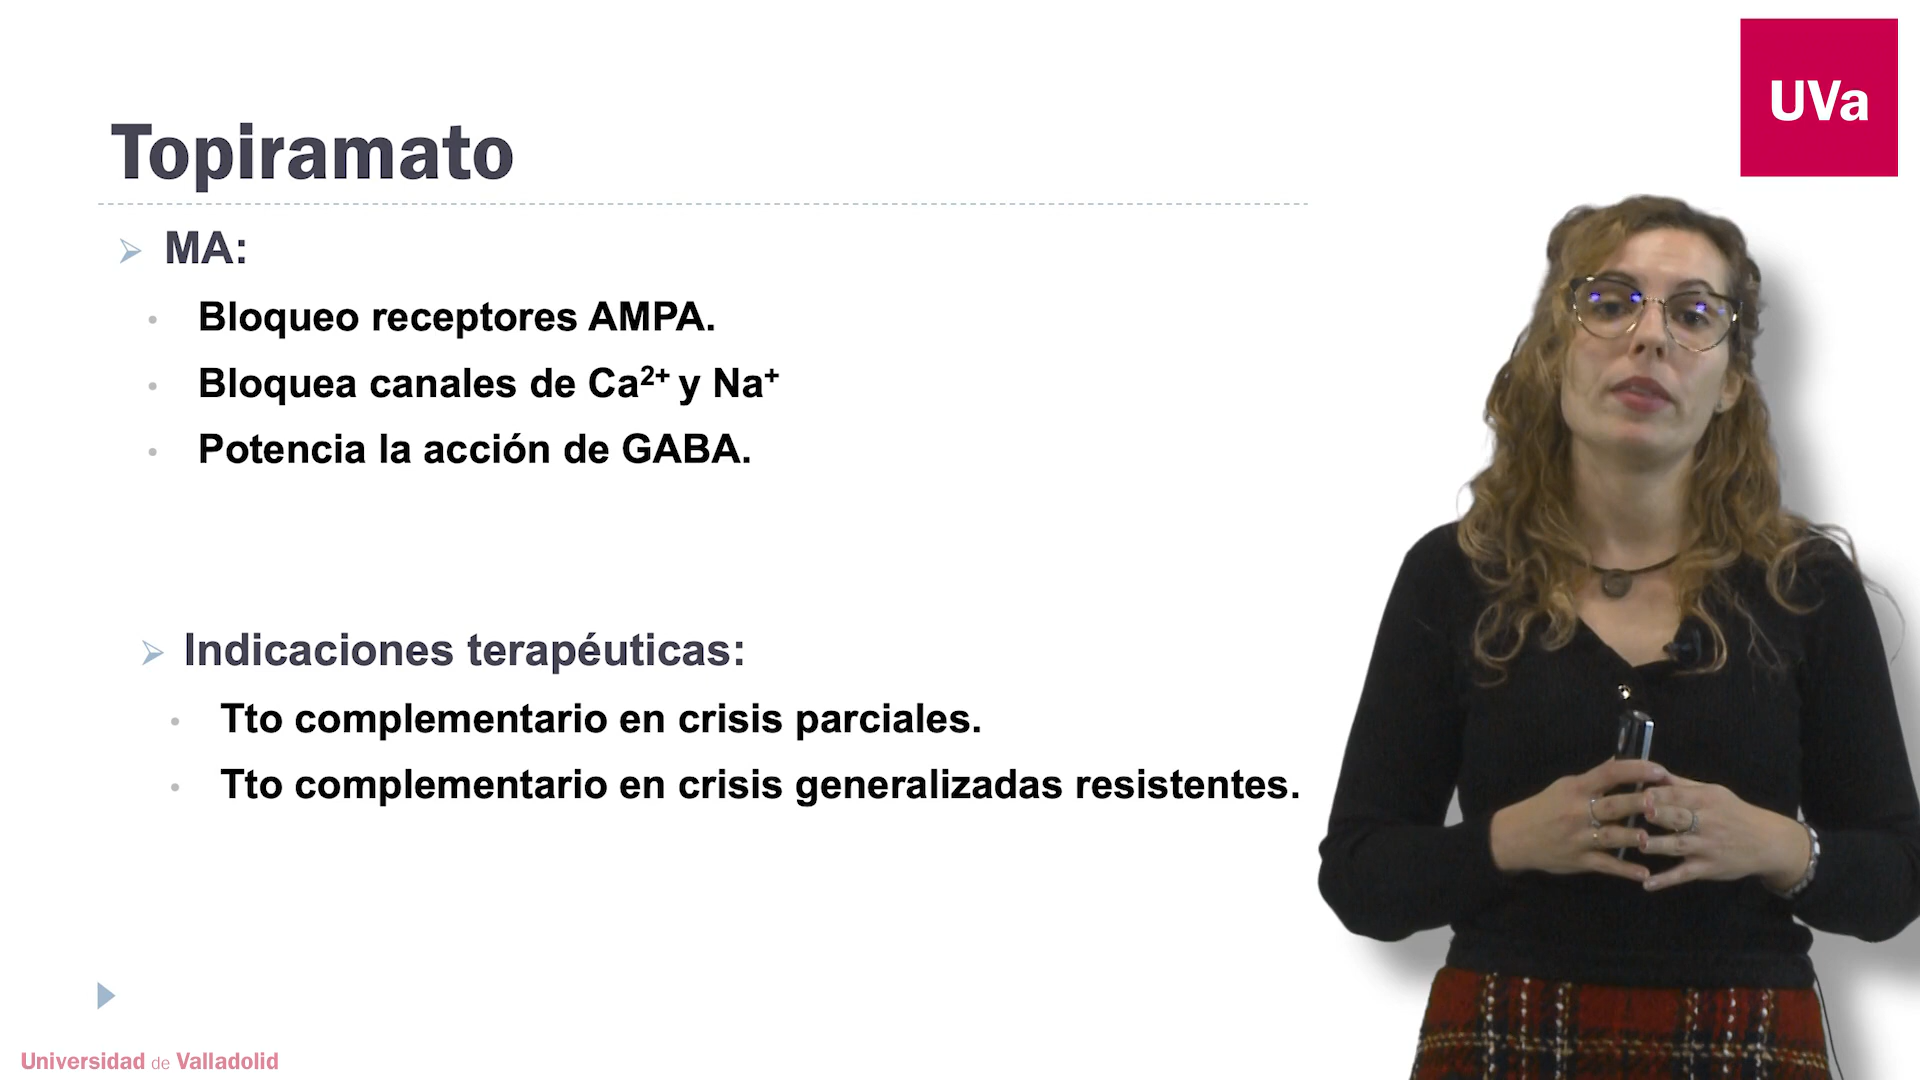 UVa
Topiramato
MA:
Bloqueo receptores AMPA.
Bloquea canales de Ca²⁺ y Na⁺
Potencia la acción de GABA.
Indicaciones terapéuticas:
Tto complementario en crisis parciales.
Tto complementario en crisis generalizadas resistentes.
Universidad de Valladolid